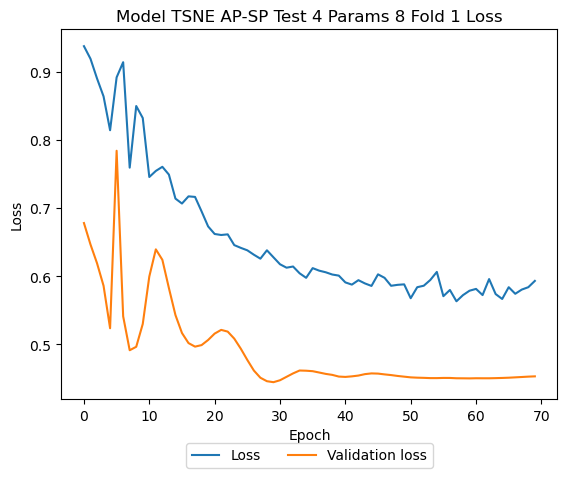 Model TSNE AP-SP Test 4 Params 8 Fold 1 Loss
0.9
0.8
0.7
0.6
0.5
Loss
0 10 20 30 40 50 60 70
Epoch
Loss Validation loss